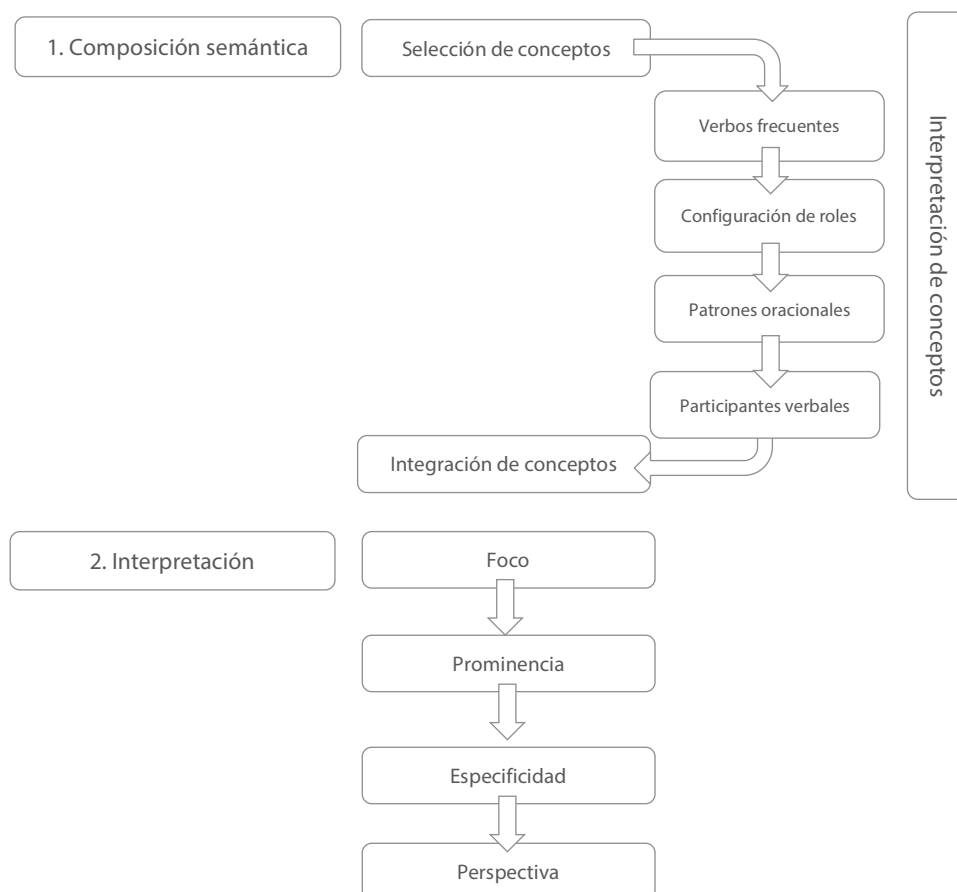 1. Composición semántica
Selección de conceptos
Verbos frecuentes
Configuración de roles
Patrones oracionales
Participantes verbales
Integración de conceptos
Interpretación de conceptos
2. Interpretación
Foco
Prominencia
Especificidad
Perspectiva